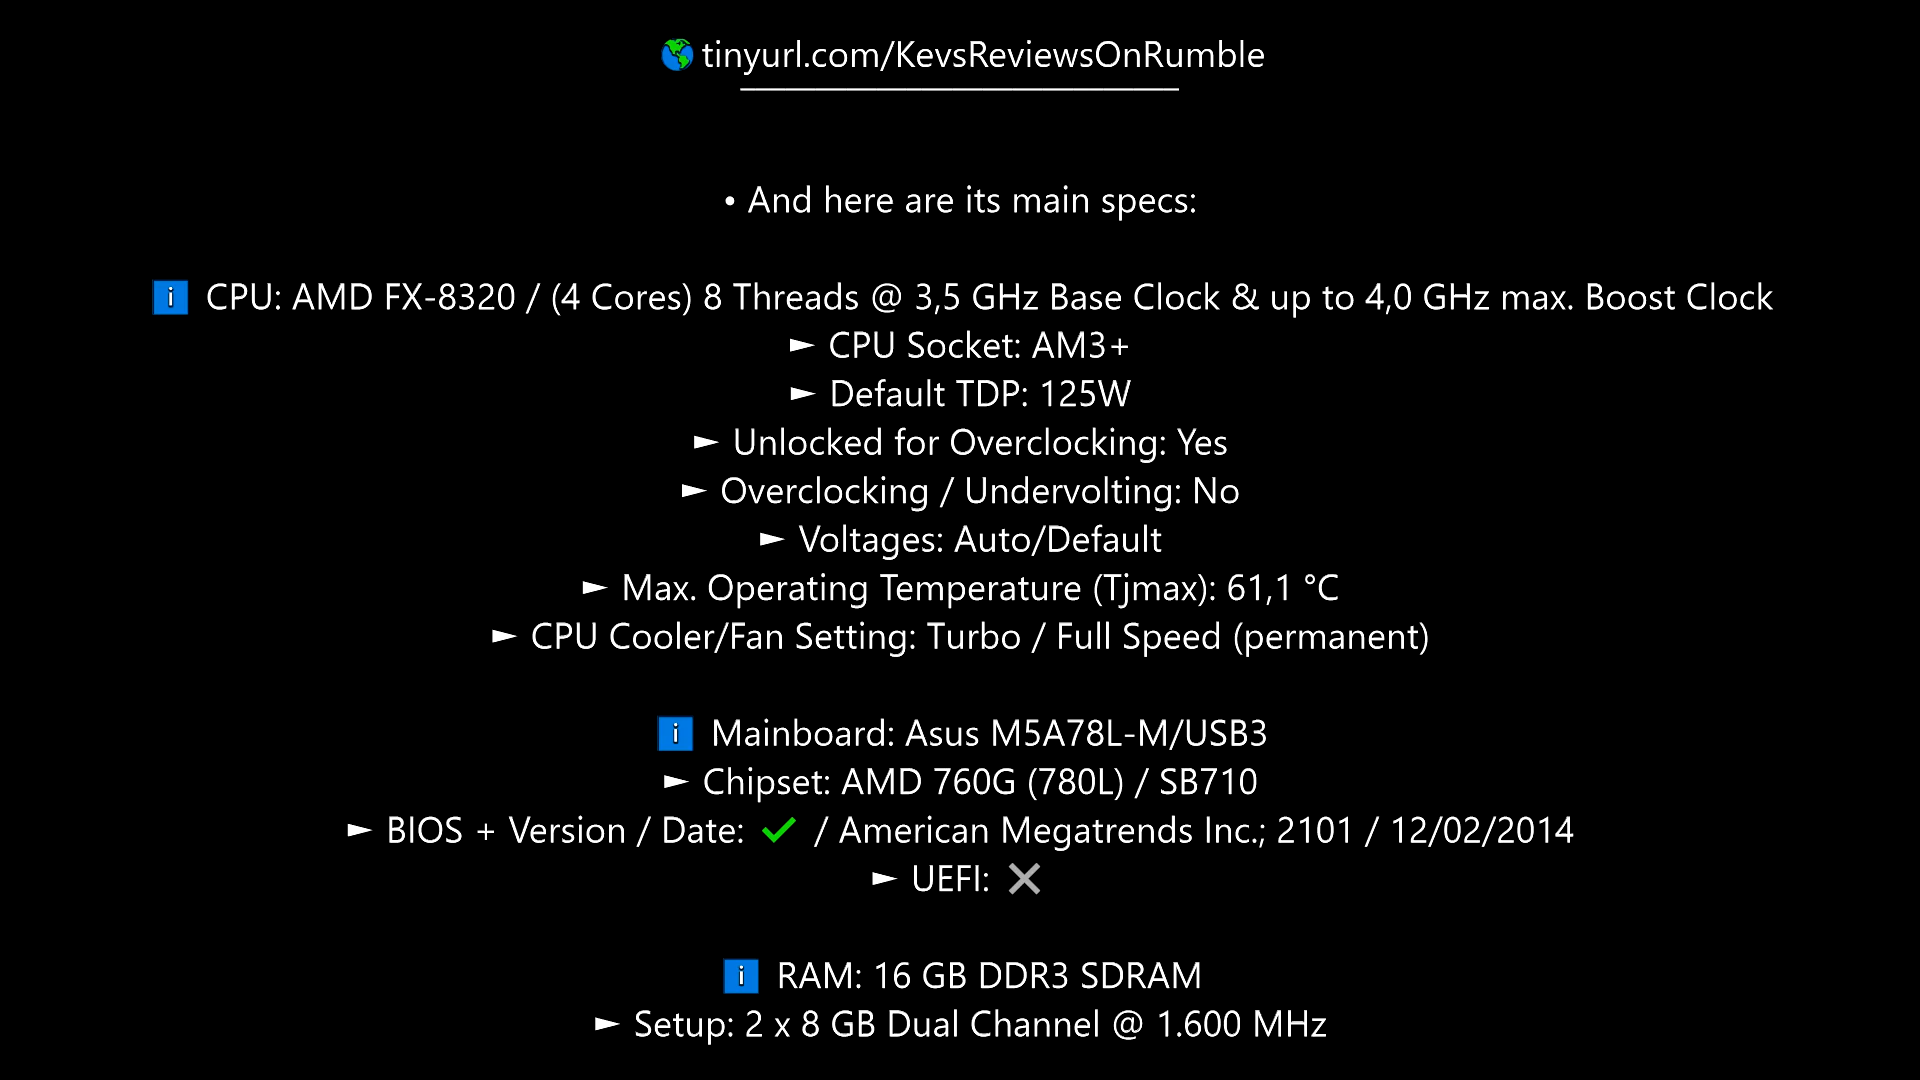 🌎 tinyurl.com/KevsReviewsOnRumble
• And here are its main specs:
ℹ️ CPU: AMD FX-8320 / (4 Cores) 8 Threads @ 3,5 GHz Base Clock & up to 4,0 GHz max. Boost Clock
► CPU Socket: AM3+
► Default TDP: 125W
► Unlocked for Overclocking: Yes
► Overclocking / Undervolting: No
► Voltages: Auto/Default
► Max. Operating Temperature (Tjmax): 61,1 °C
► CPU Cooler/Fan Setting: Turbo / Full Speed (permanent)
ℹ️ Mainboard: Asus M5A78L-M/USB3
► Chipset: AMD 760G (780L) / SB710
► BIOS + Version / Date: ✔ / American Megatrends Inc.; 2101 / 12/02/2014
► UEFI: ✖
ℹ️ RAM: 16 GB DDR3 SDRAM
► Setup: 2 x 8 GB Dual Channel @ 1.600 MHz